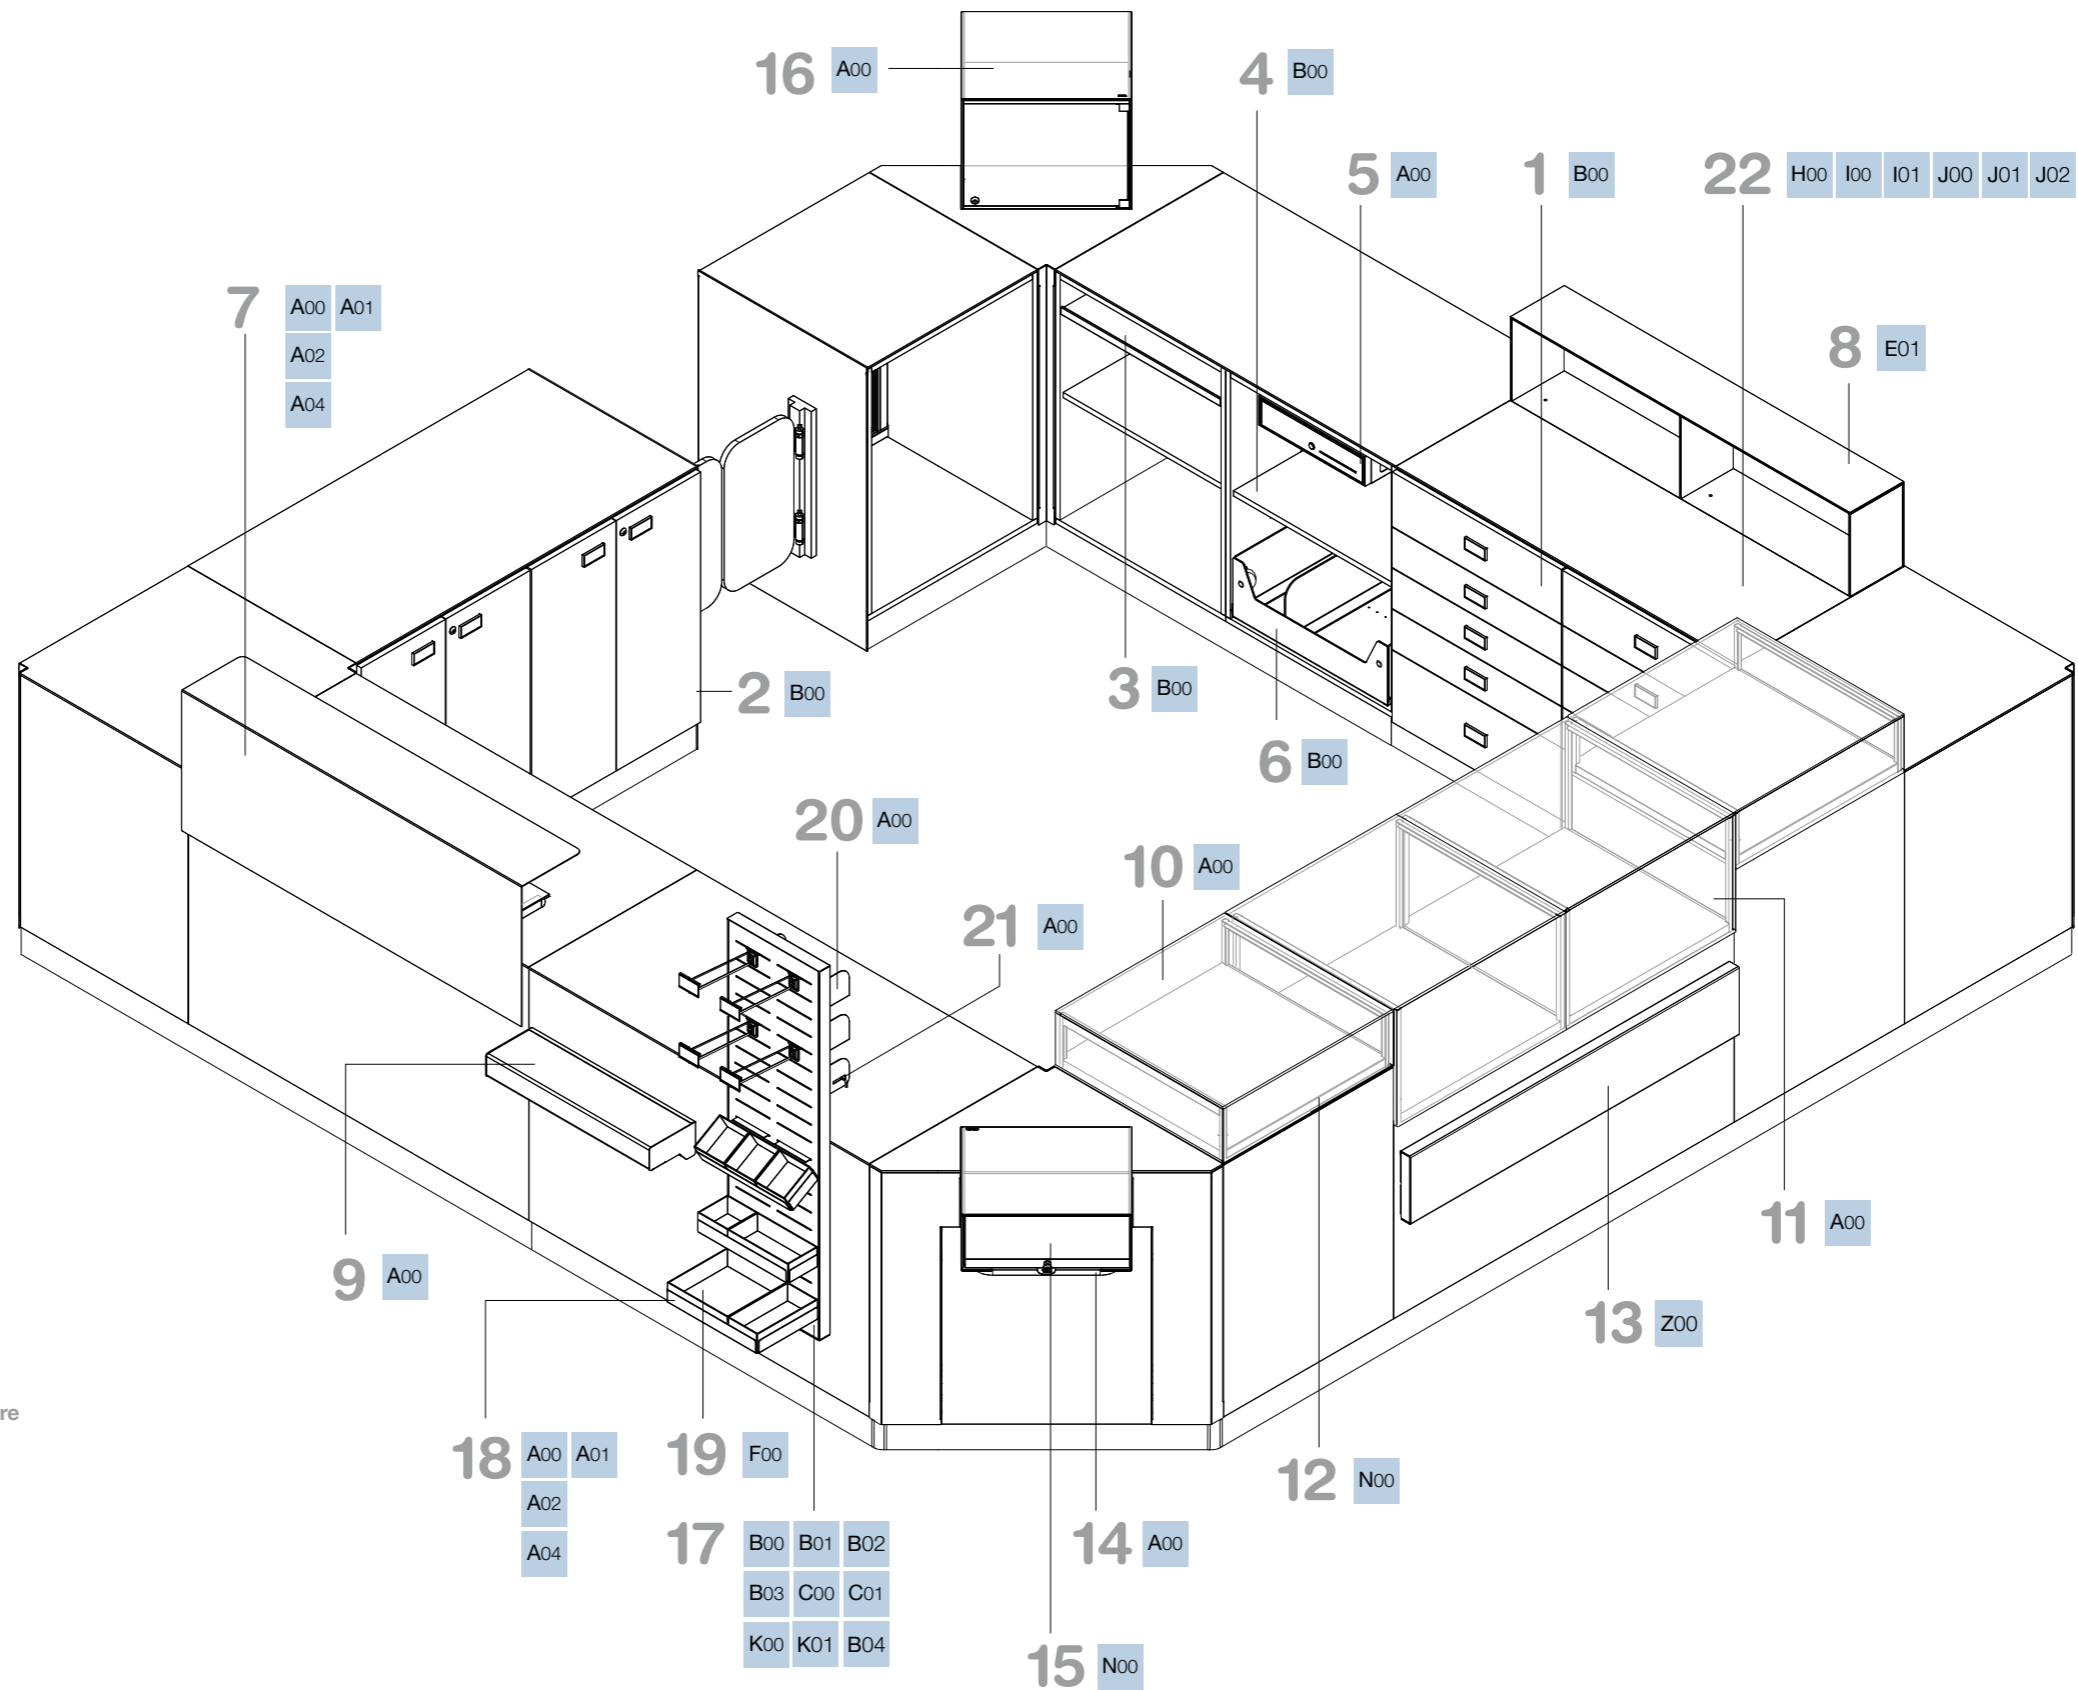 16 A00
4 B00
5 A00
1 B00
22 H00 I00 I01 J00 J01 J02
7 A00 A01
A02
A04
8 E01
2 B00
3 B00
6 B00
20 A00
10 A00
21 A00
11 A00
9 A00
13 Z00
re
18 A00 A01
A02
A04
19 F00
12 N00
17 B00 B01 B02
B03 C00 C01
K00 K01 B04
14 A00
15 N00